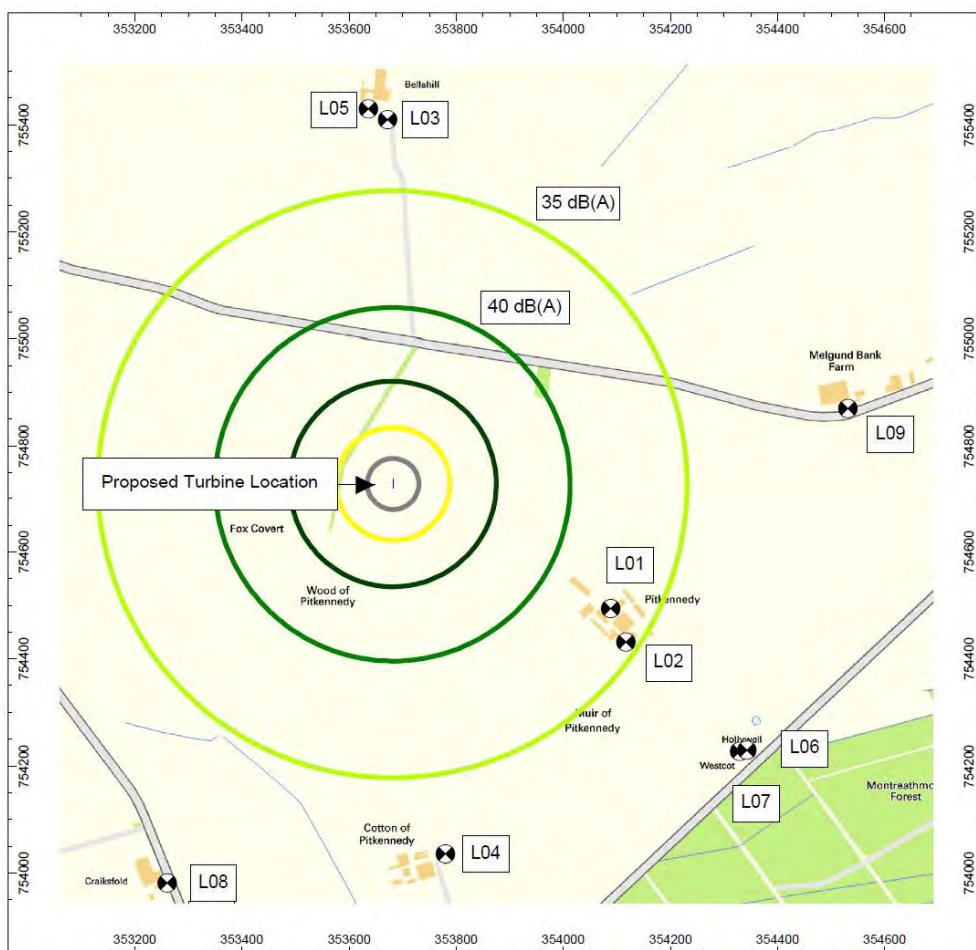 353200 353400 353600 353800 354000 354200 354400 354600
755400 755400
755200 755200
755000 755000
754800 754800
754600 754600
754400 754400
754200 754200
754000 754000
Bellahill
L05
L03
35 dB(A)
40 dB(A)
Melgund Bank
Farm
L09
Proposed Turbine Location
Fox Covert
Wood of
Pitkennedy
L01
Pitkennedy
L02
Muir of
Pitkennedy
Hollywell
L06
Westcot
L07
Montreathmo
Forest
Cotton of
Pitkennedy
L04
Craiksfold
L08
353200 353400 353600 353800 354000 354200 354400 354600